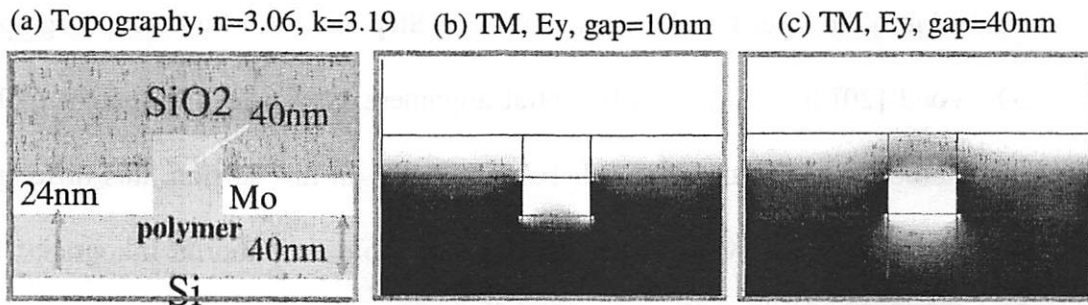 (a) Topography, n=3.06, k=3.19 (b) TM, Ey, gap=10nm (c) TM, Ey, gap=40nm
SiO2
40nm
24nm Mo
polymer
40nm
Si